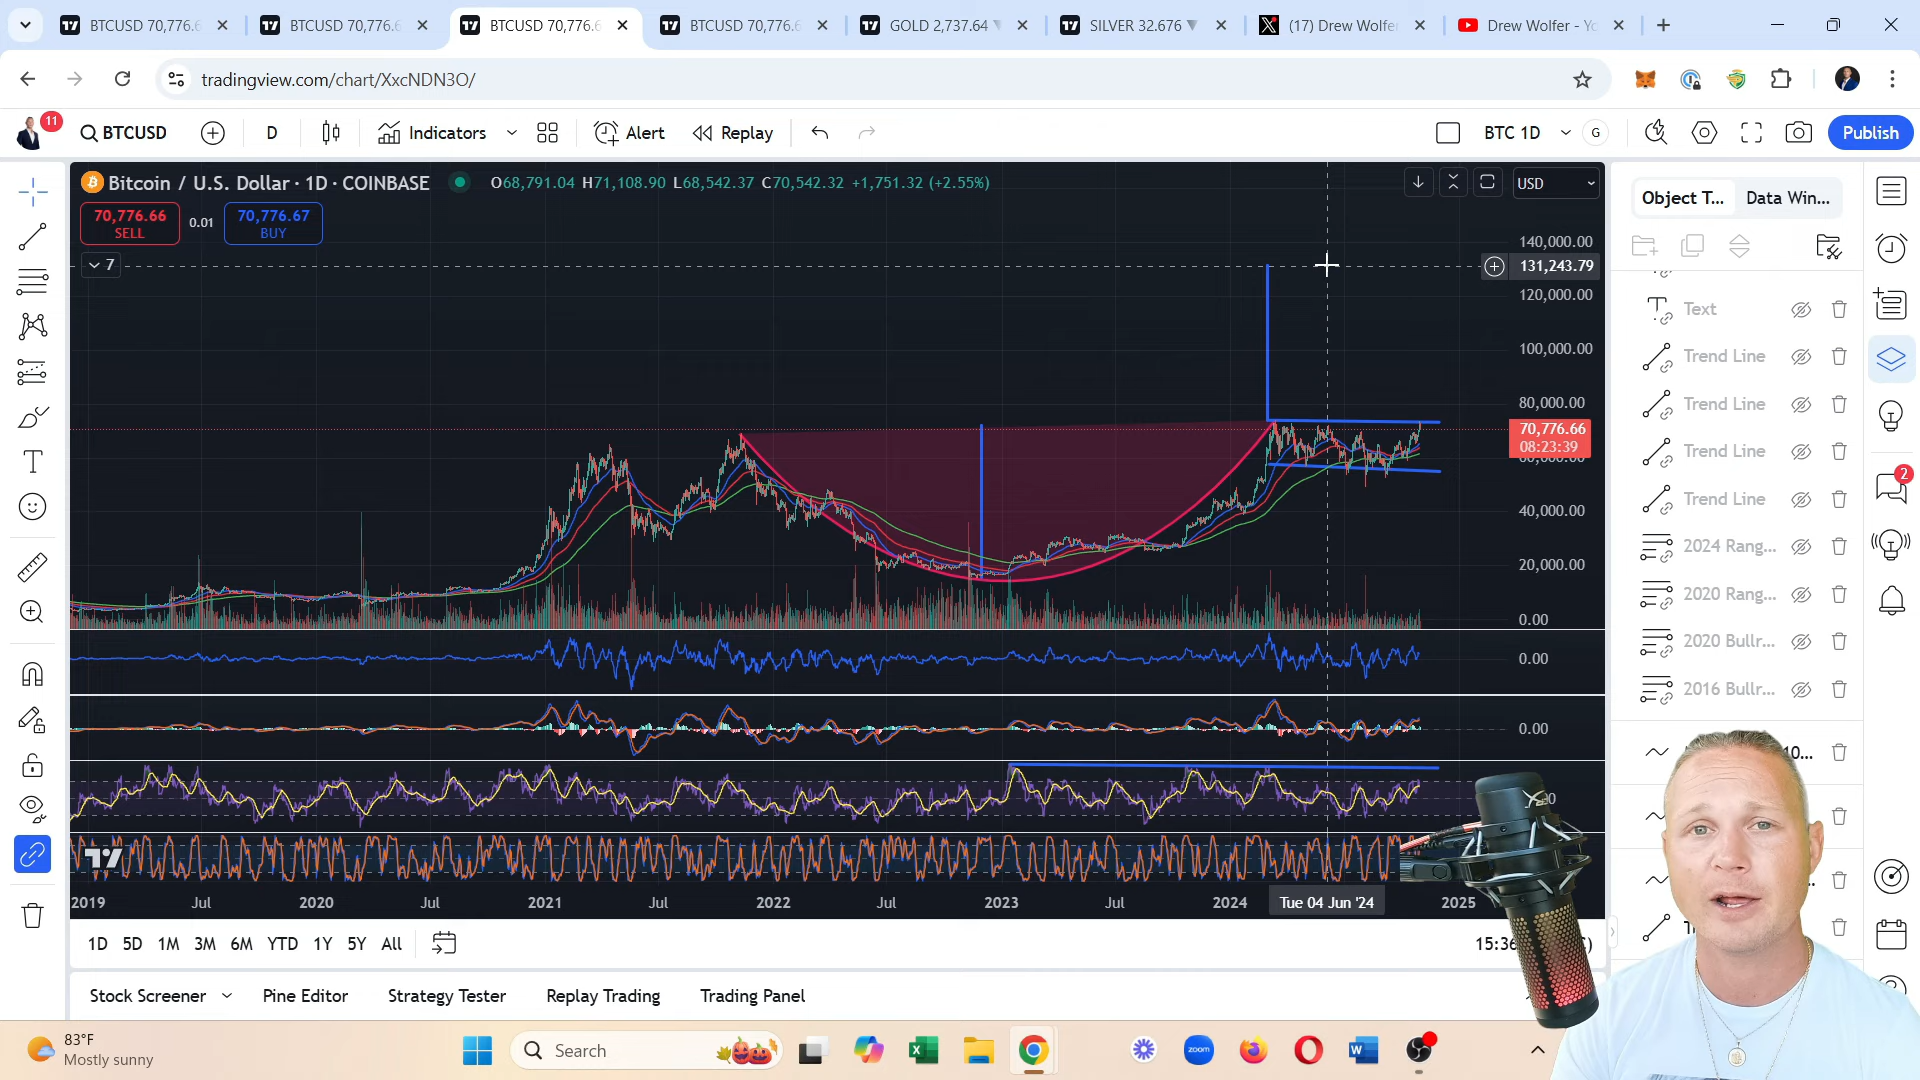 BTCUSD 70,776.6
BTCUSD 70,776.6
BTCUSD 70,776.6
BTCUSD 70,776.6
GOLD 2,737.64 ▼
SILVER 32.676 ▼
(17) Drew Wolfe
Drew Wolfer - Yo
tradingview.com/chart/XxcNDN3O/
11
BTCUSD
D
Indicators
Alert
Replay
BTC 1D
G
Publish
Bitcoin / U.S. Dollar · 1D · COINBASE
O68,791.04 H71,108.90 L68,542.37 C70,542.32 +1,751.32 (+2.55%)
USD
70,776.66
SELL
0.01
70,776.67
BUY
7
140,000.00
131,243.79
120,000.00
100,000.00
80,000.00
70,776.66
08:23:39
60,000.00
40,000.00
20,000.00
0.00
0.00
0.00
2019
Jul
2020
Jul
2021
Jul
2022
Jul
2023
Jul
2024
Tue 04 Jun '24
2025
1D
5D
1M
3M
6M
YTD
1Y
5Y
All
15:36
Stock Screener
Pine Editor
Strategy Tester
Replay Trading
Trading Panel
Object T...
Data Win...
Text
Trend Line
Trend Line
Trend Line
Trend Line
2024 Rang...
2020 Rang...
2020 Bullr...
2016 Bullr...
2
83°F
Mostly sunny
Search
zoom